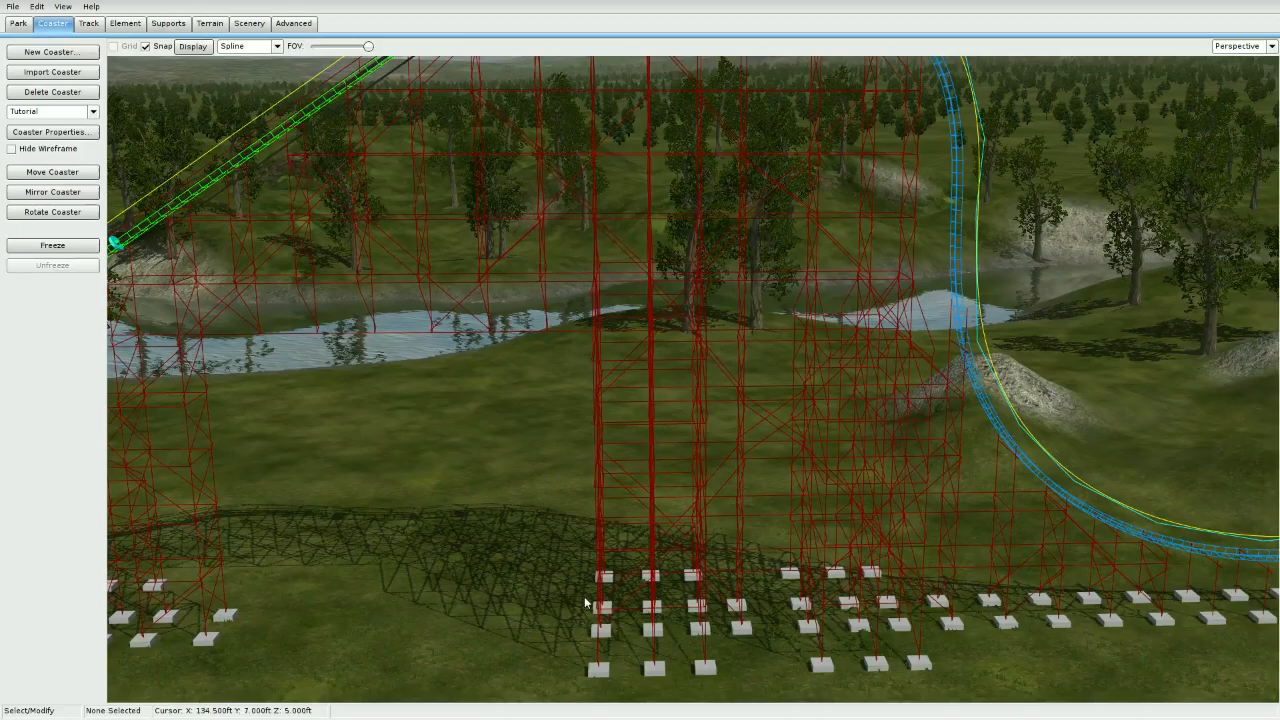 File Edit View Help
Park Coaster Track Element Supports Terrain Scenery Advanced
New Coaster... Grid Snap Display Spline FOV: Perspective
Import Coaster
Delete Coaster
Tutorial
Coaster Properties...
Hide Wireframe
Move Coaster
Mirror Coaster
Rotate Coaster
Freeze
Unfreeze
Select/Modify None Selected Cursor: X: 134.500ft Y: 7.000ft Z: 5.000ft